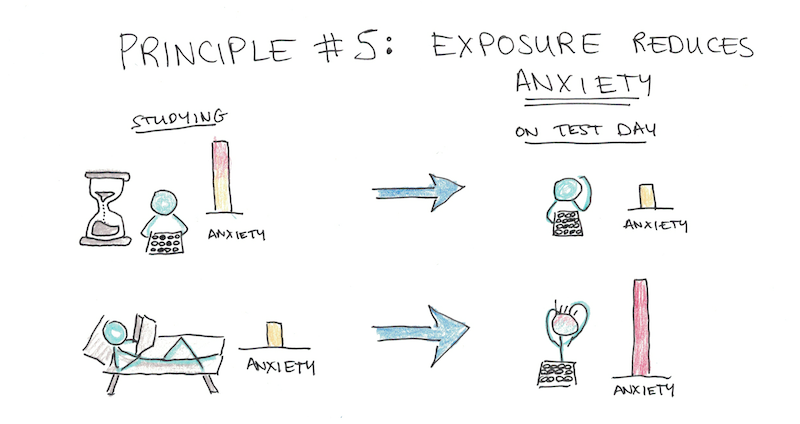 PRINCIPLE #5: EXPOSURE REDUCES
ANXIETY
STUDYING
ON TEST DAY
ANXIETY
ANXIETY
ANXIETY
ANXIETY